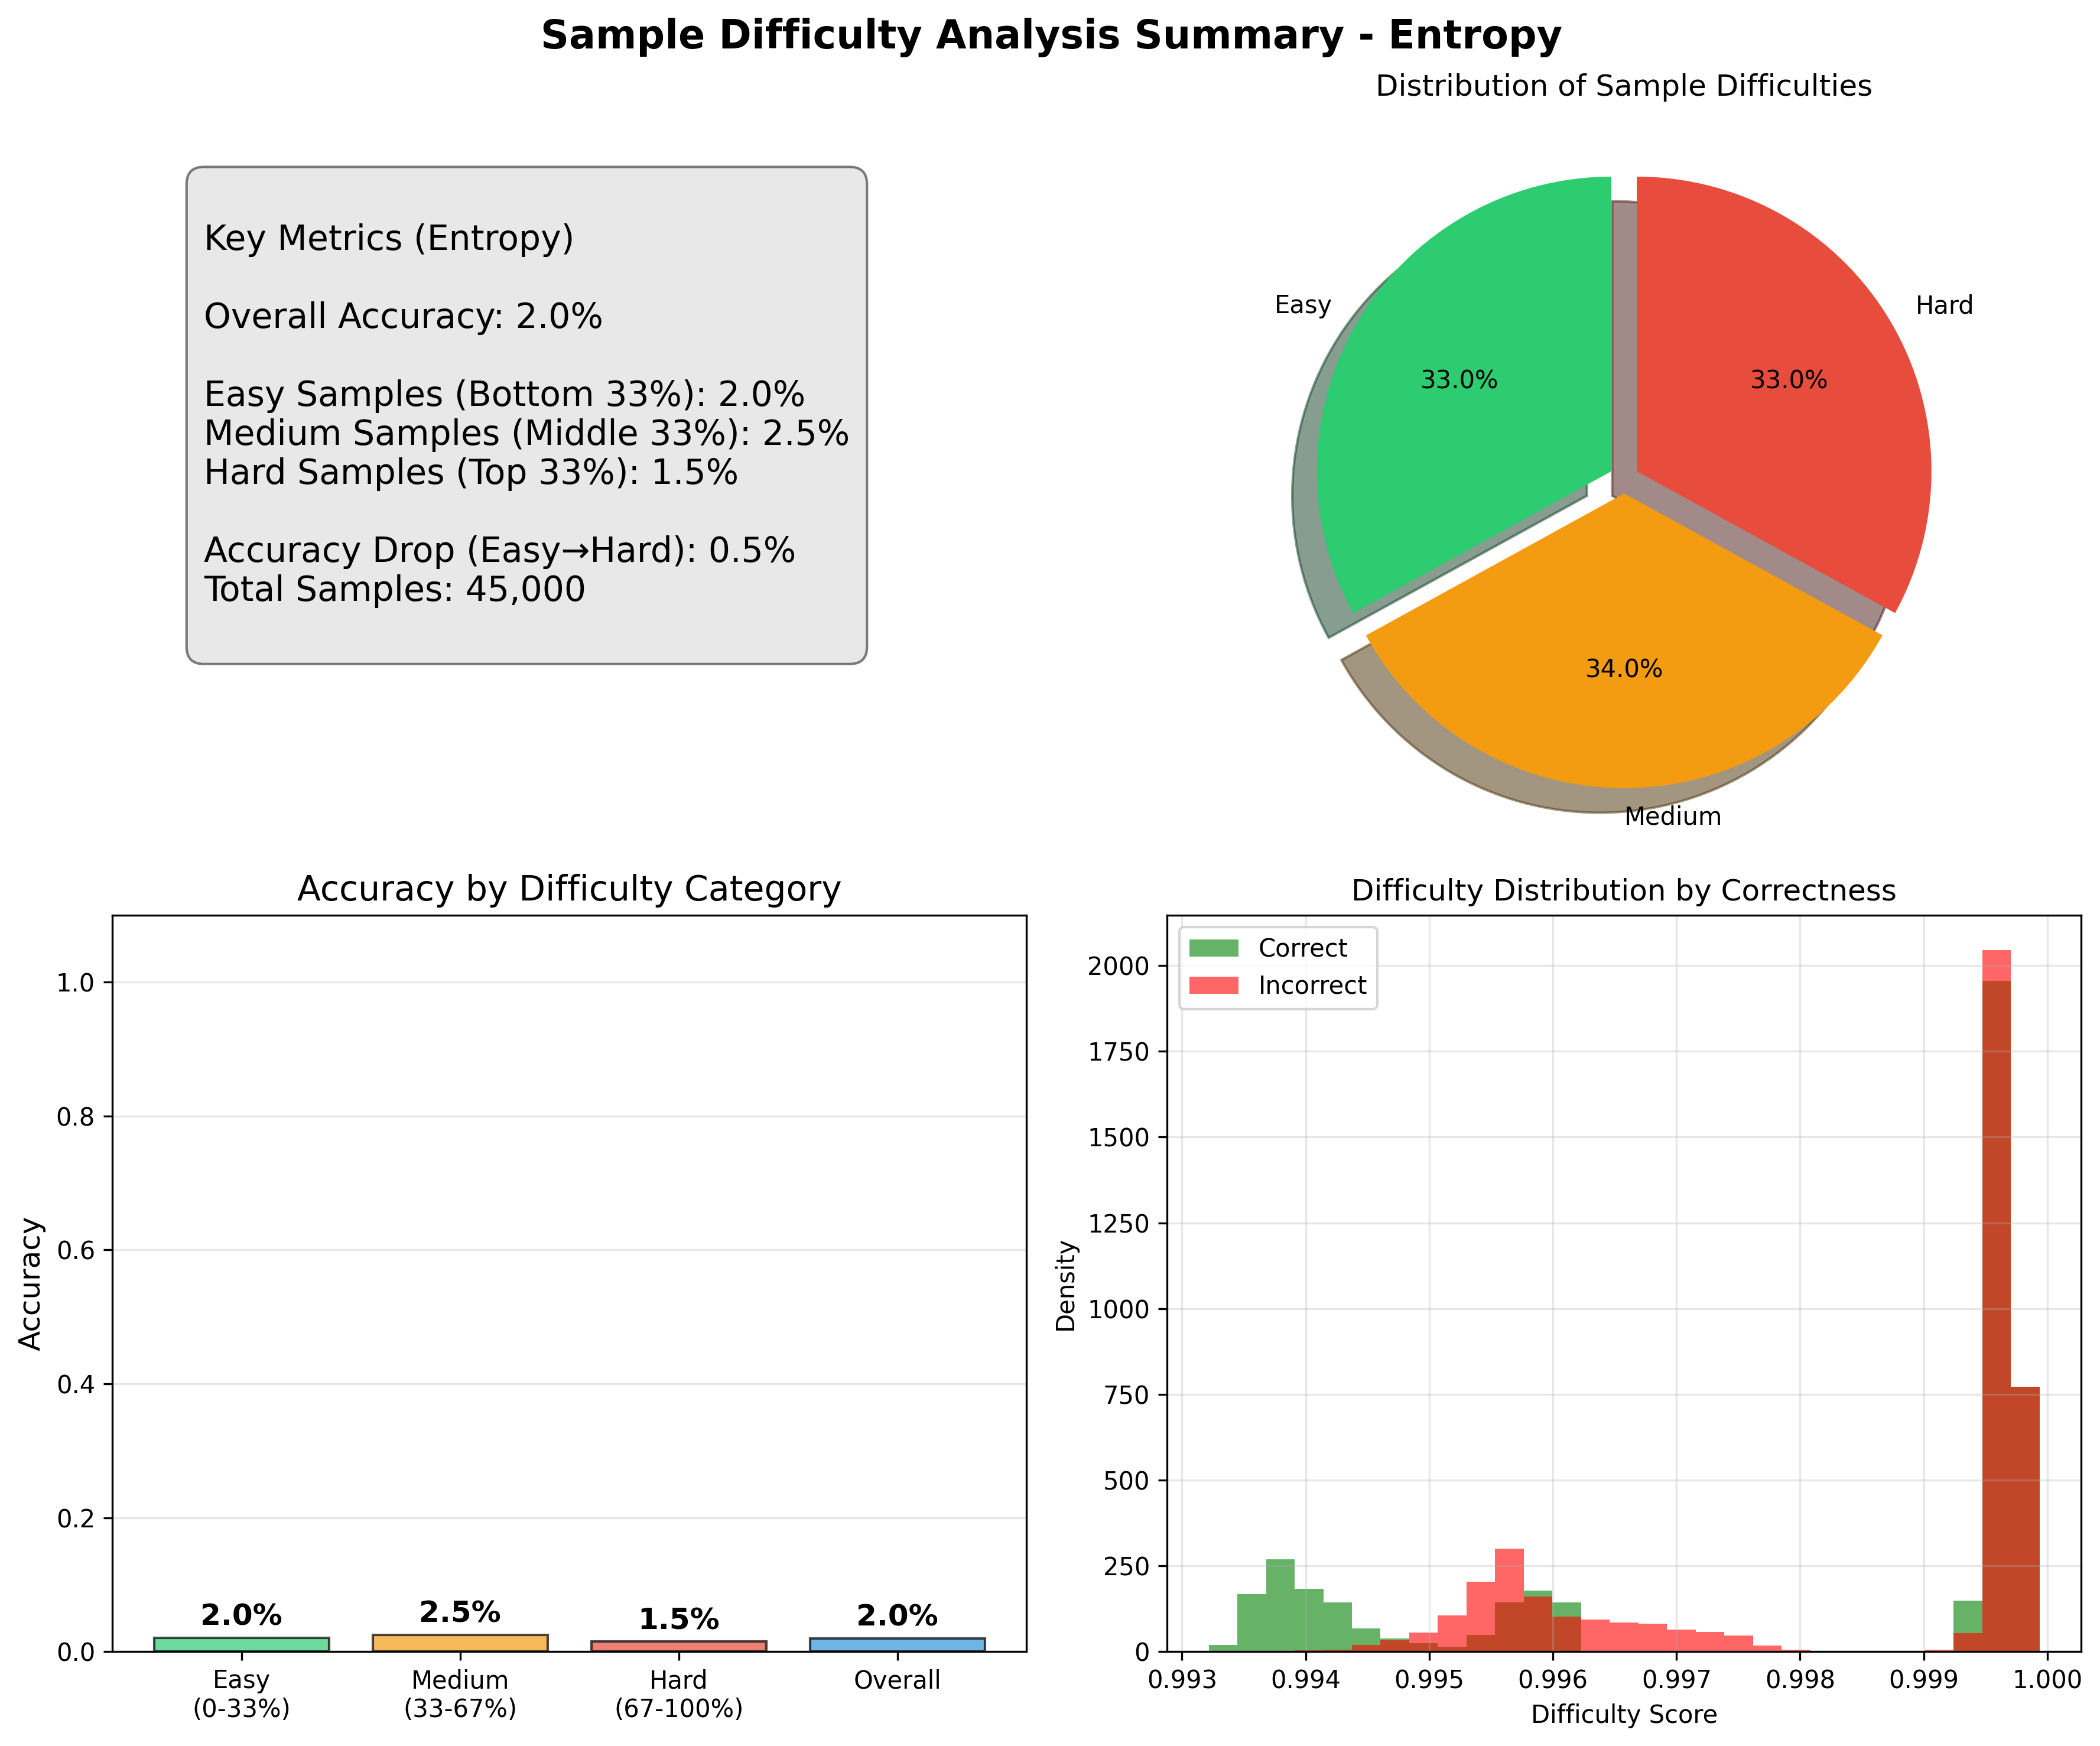 Sample Difficulty Analysis Summary - Entropy
Key Metrics (Entropy)
Overall Accuracy: 2.0%
Easy Samples (Bottom 33%): 2.0%
Medium Samples (Middle 33%): 2.5%
Hard Samples (Top 33%): 1.5%
Accuracy Drop (Easy→Hard): 0.5%
Total Samples: 45,000
Distribution of Sample Difficulties
Easy
Hard
33.0%
33.0%
34.0%
Medium
Accuracy by Difficulty Category
Accuracy
1.0
0.8
0.6
0.4
0.2
0.0
2.0%
2.5%
1.5%
2.0%
Easy
(0-33%)
Medium
(33-67%)
Hard
(67-100%)
Overall
Difficulty Distribution by Correctness
Correct
Incorrect
Density
2000
1750
1500
1250
1000
750
500
250
0
0.993 0.994 0.995 0.996 0.997 0.998 0.999 1.000
Difficulty Score